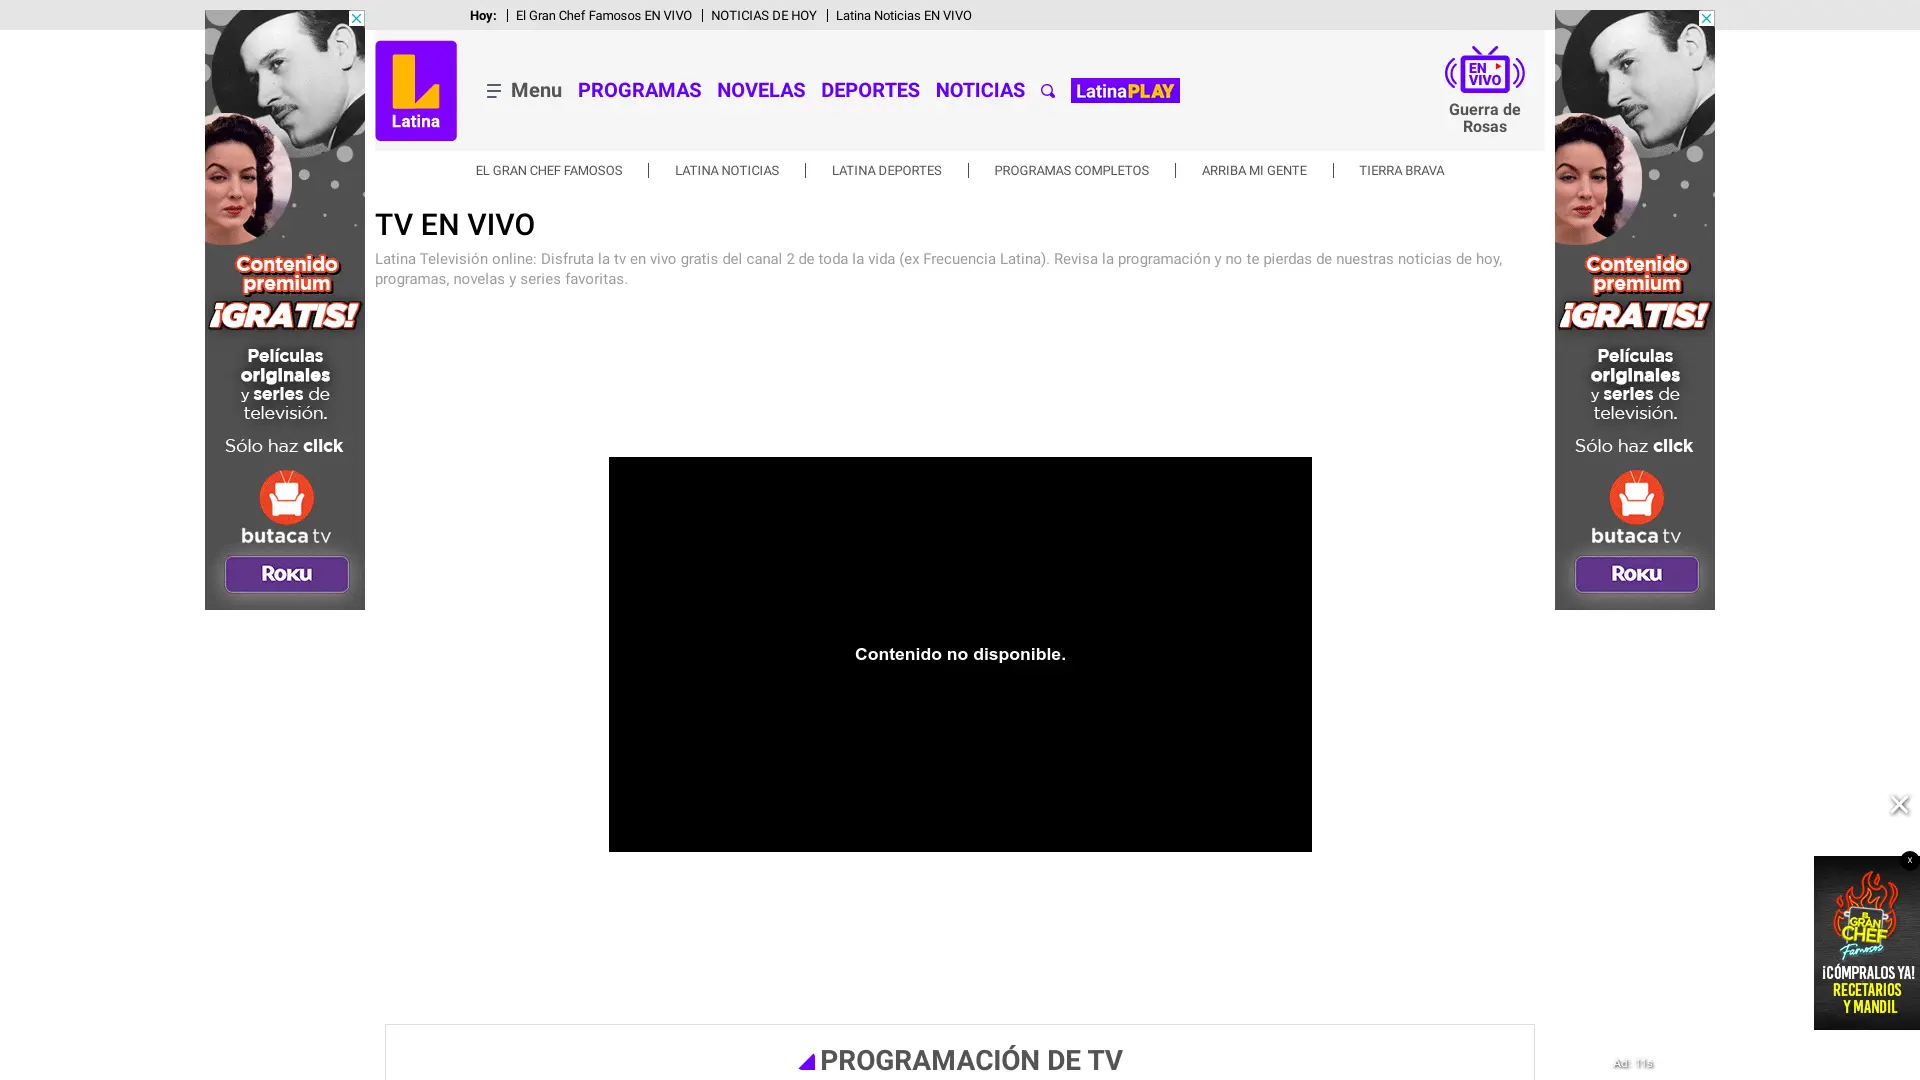 Hoy: El Gran Chef Famosos EN VIVO NOTICIAS DE HOY Latina Noticias EN VIVO
Latina
Menu PROGRAMAS NOVELAS DEPORTES NOTICIAS LatinaPLAY
EN
VIVO
Guerra de
Rosas
EL GRAN CHEF FAMOSOS LATINA NOTICIAS LATINA DEPORTES PROGRAMAS COMPLETOS ARRIBA MI GENTE TIERRA BRAVA
TV EN VIVO
Latina Televisión online: Disfruta la tv en vivo gratis del canal 2 de toda la vida (ex Frecuencia Latina). Revisa la programación y no te pierdas de nuestras noticias de hoy,
programas, novelas y series favoritas.
Contenido
premium
¡GRATIS!
Películas
originales
y series de
televisión.
Sólo haz click
butaca tv
ROKU
Contenido no disponible.
Contenido
premium
¡GRATIS!
Películas
originales
y series de
televisión.
Sólo haz click
butaca tv
ROKU
x
EL
GRAN
CHEF
Famosos
¡CÓMPRALOS YA!
RECETARIOS
Y MANDIL
PROGRAMACIÓN DE TV
Ad: 11s